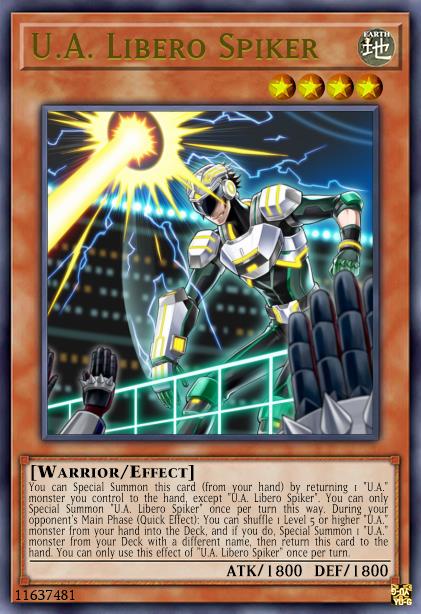 U.A. Libero Spiker
EARTH
地
[Warrior/Effect]
You can Special Summon this card (from your hand) by returning 1 "U.A."
monster you control to the hand, except "U.A. Libero Spiker". You can only
Special Summon "U.A. Libero Spiker" once per turn this way. During your
opponent's Main Phase (Quick Effect): You can shuffle 1 Level 5 or higher "U.A."
monster from your hand into the Deck, and if you do, Special Summon 1 "U.A."
monster from your Deck with a different name, then return this card to the
hand. You can only use this effect of "U.A. Libero Spiker" once per turn.
ATK/1800 DEF/1800
11637481